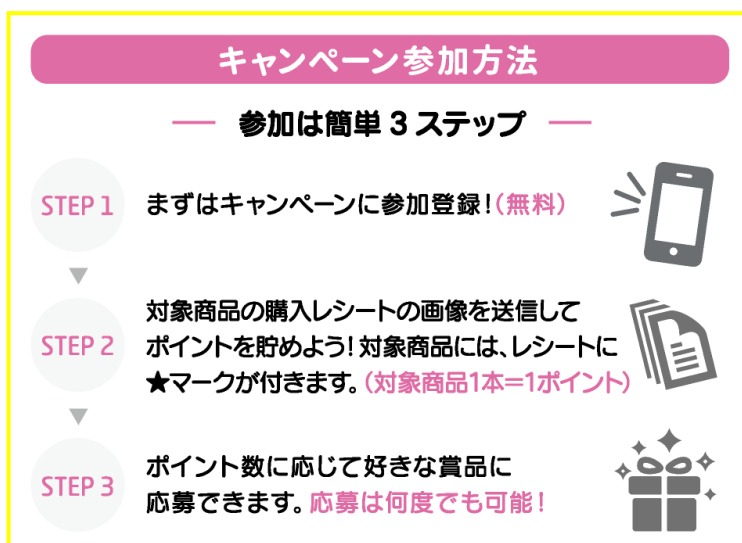 キャンペーン参加方法
参加は簡単3ステップ
STEP 1
まずはキャンペーンに参加登録!(無料)
STEP 2
対象商品の購入レシートの画像を送信して
ポイントを貯めよう!対象商品には、レシートに
★マークが付きます。(対象商品1本=1ポイント)
STEP 3
ポイント数に応じて好きな賞品に
応募できます。応募は何度でも可能!